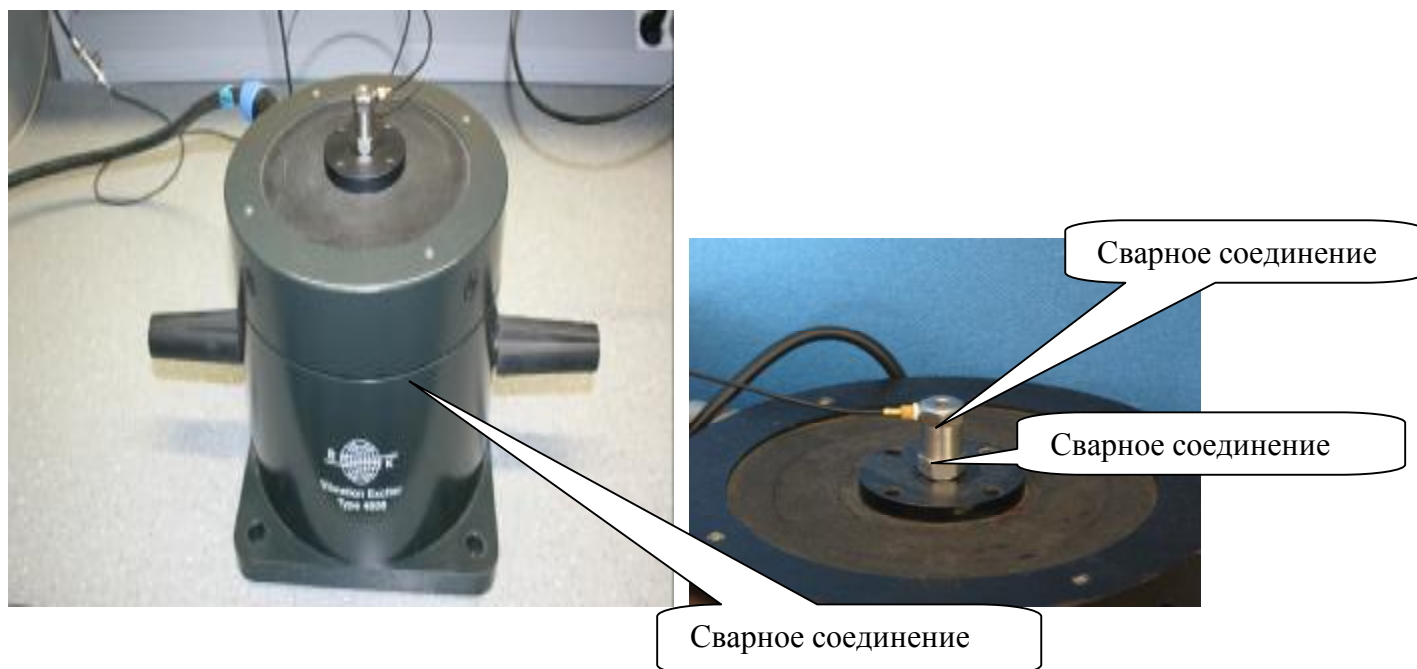 Сварное соединение
Сварное соединение
B K
Vibration Exciter
Type 4808
Сварное соединение